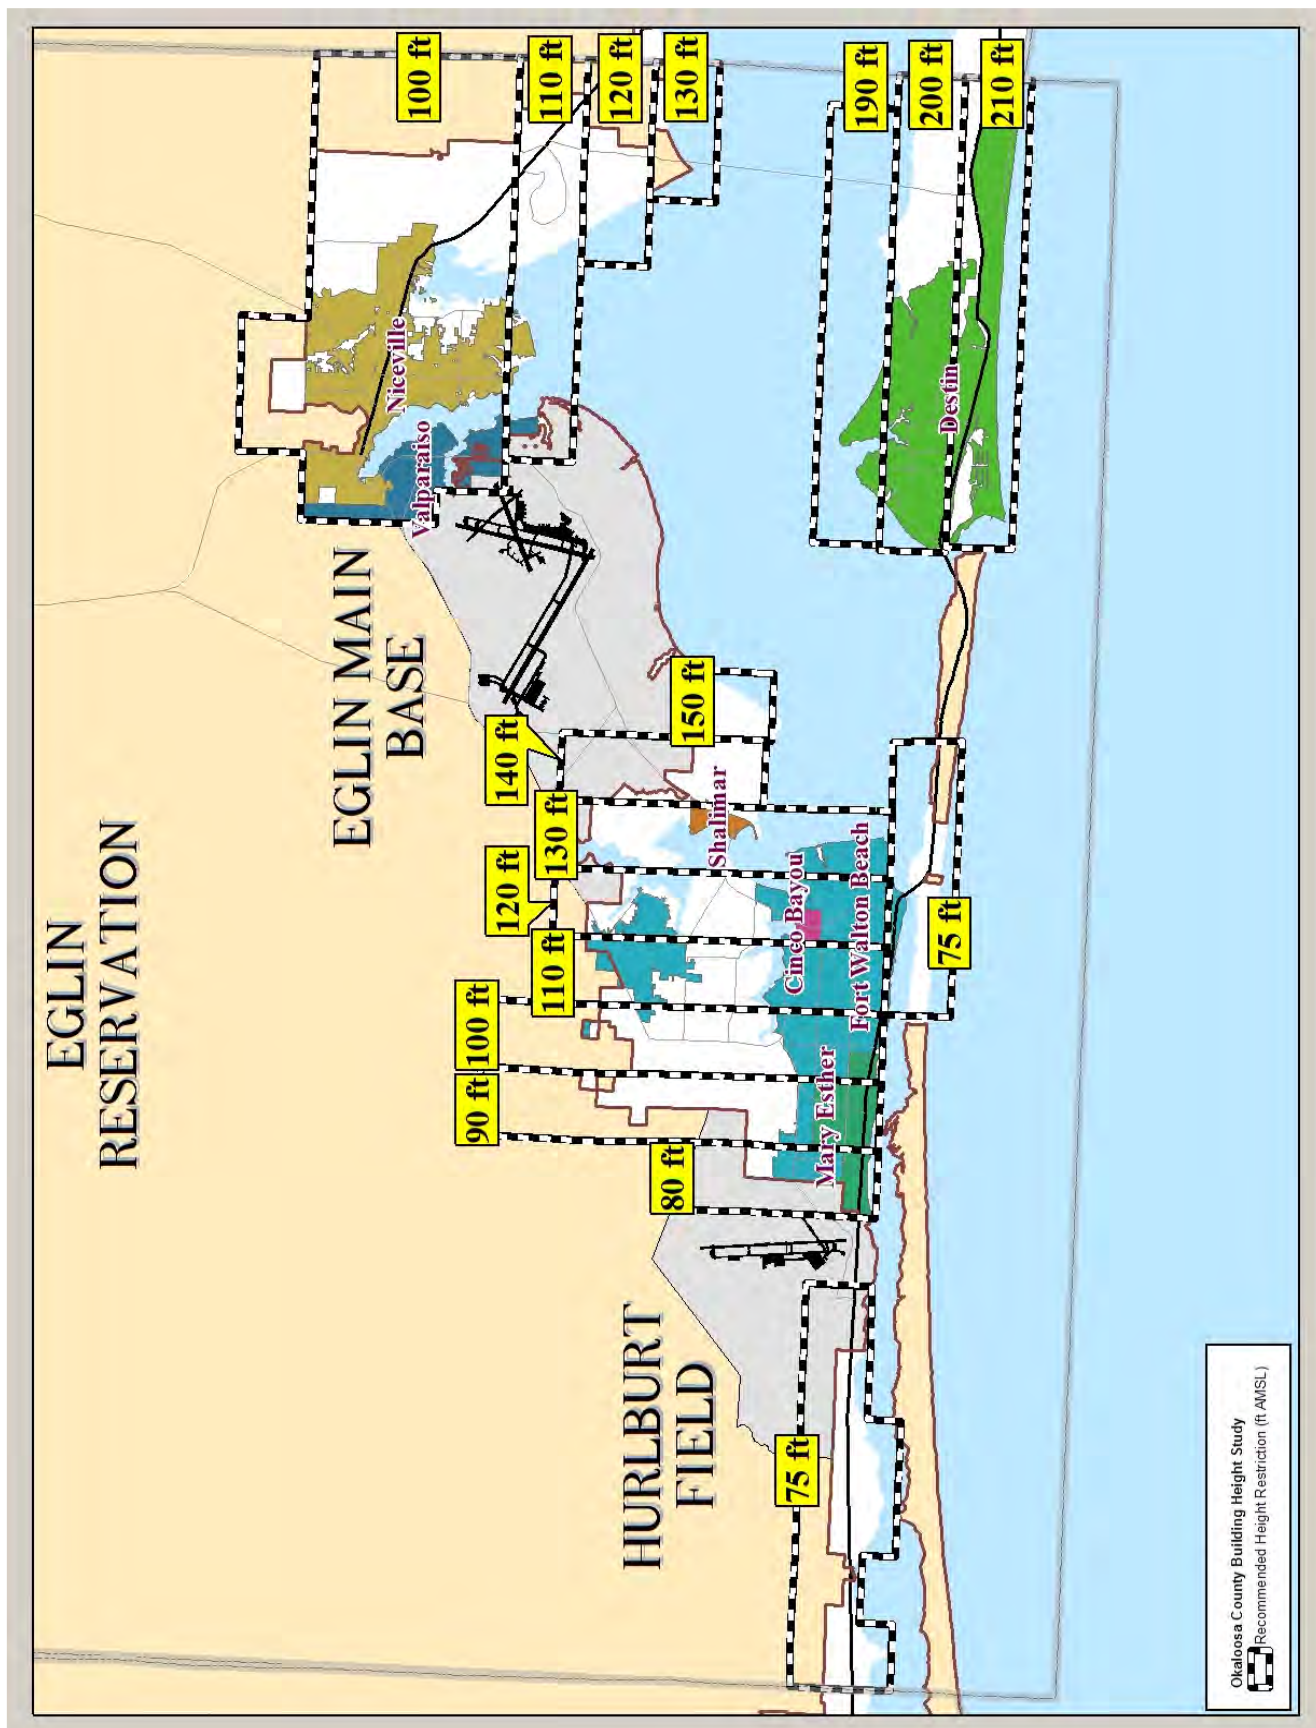 EGLIN
RESERVATION
EGLIN MAIN
BASE
HURLBURT
FIELD
100 ft
110 ft
120 ft
130 ft
190 ft
200 ft
210 ft
Niceville
Valparaiso
Destin
150 ft
140 ft
130 ft
120 ft
110 ft
100 ft
90 ft
80 ft
75 ft
75 ft
Shalimar
Cinco Bayou
Fort Walton Beach
Mary Esther
Okaloosa County Building Height Study
Recommended Height Restriction (ft AMSL)